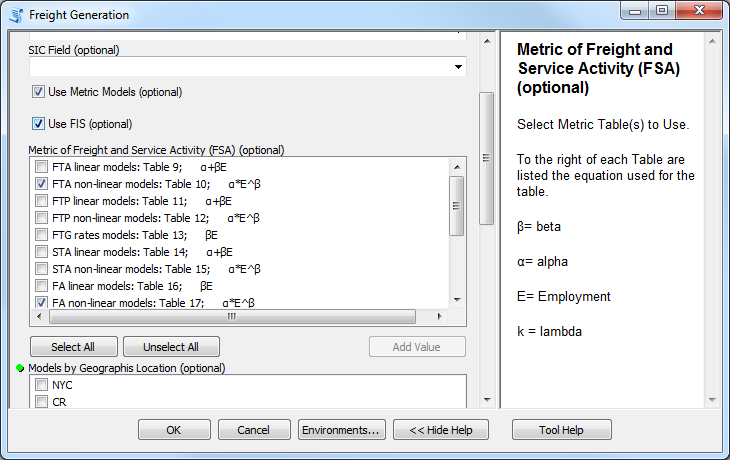 Freight Generation
SIC Field (optional)
Use Metric Models (optional)
Use FIS (optional)
Metric of Freight and Service Activity (FSA) (optional)
FTA linear models: Table 9; α+βE
FTA non-linear models: Table 10; α*E^β
FTP linear models: Table 11; α+βE
FTP non-linear models: Table 12; α*E^β
FTG rates models: Table 13; βE
STA linear models: Table 14; α+βE
STA non-linear models: Table 15; α*E^β
FA linear models: Table 16; βE
FA non-linear models: Table 17; α*E^β
Select All
Unselect All
Add Value
Models by Geographis Location (optional)
NYC
CR
Metric of Freight and
Service Activity (FSA)
(optional)
Select Metric Table(s) to Use.
To the right of each Table are
listed the equation used for the
table.
β= beta
α= alpha
E= Employment
k = lambda
OK
Cancel
Environments...
<< Hide Help
Tool Help